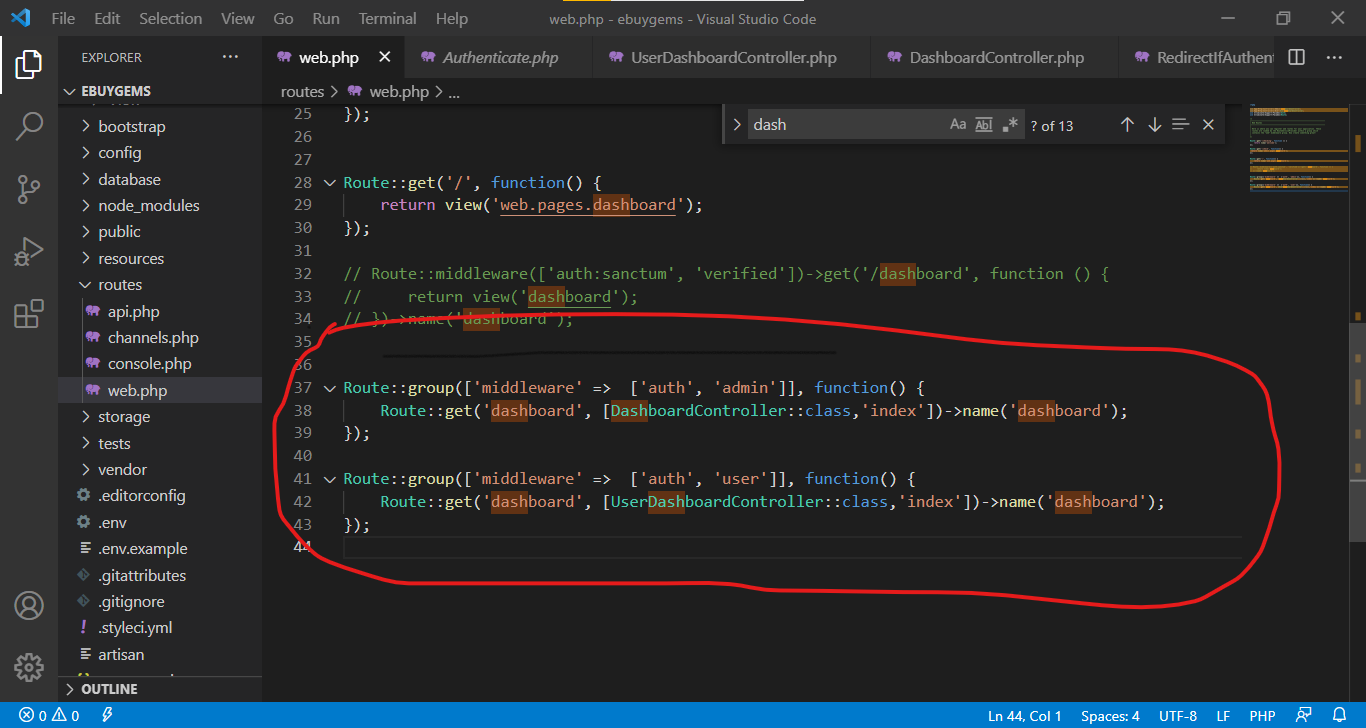 File Edit Selection View Go Run Terminal Help web.php - ebuygems - Visual Studio Code
EXPLORER
web.php Authenticate.php UserDashboardController.php DashboardController.php RedirectIfAuthent
EBUYGEMS
routes > web.php > ...
bootstrap
config
database
node_modules
public
resources
routes
api.php
channels.php
console.php
web.php
storage
tests
vendor
.editorconfig
.env
.env.example
.gitattributes
.gitignore
.styleci.yml
artisan
OUTLINE
dash Aa Abl .* ? of 13
25 });
26
27
28 Route::get('/', function() {
29 return view('web.pages.dashboard');
30 });
31
32 // Route::middleware(['auth:sanctum', 'verified'])->get('/dashboard', function () {
33 //     return view('dashboard');
34 // })->name('dashboard');
35
36
37 Route::group(['middleware' =>  ['auth', 'admin']], function() {
38 Route::get('dashboard', [DashboardController::class,'index'])->name('dashboard');
39 });
40
41 Route::group(['middleware' =>  ['auth', 'user']], function() {
42 Route::get('dashboard', [UserDashboardController::class,'index'])->name('dashboard');
43 });
44
0 0 Ln 44, Col 1 Spaces: 4 UTF-8 LF PHP